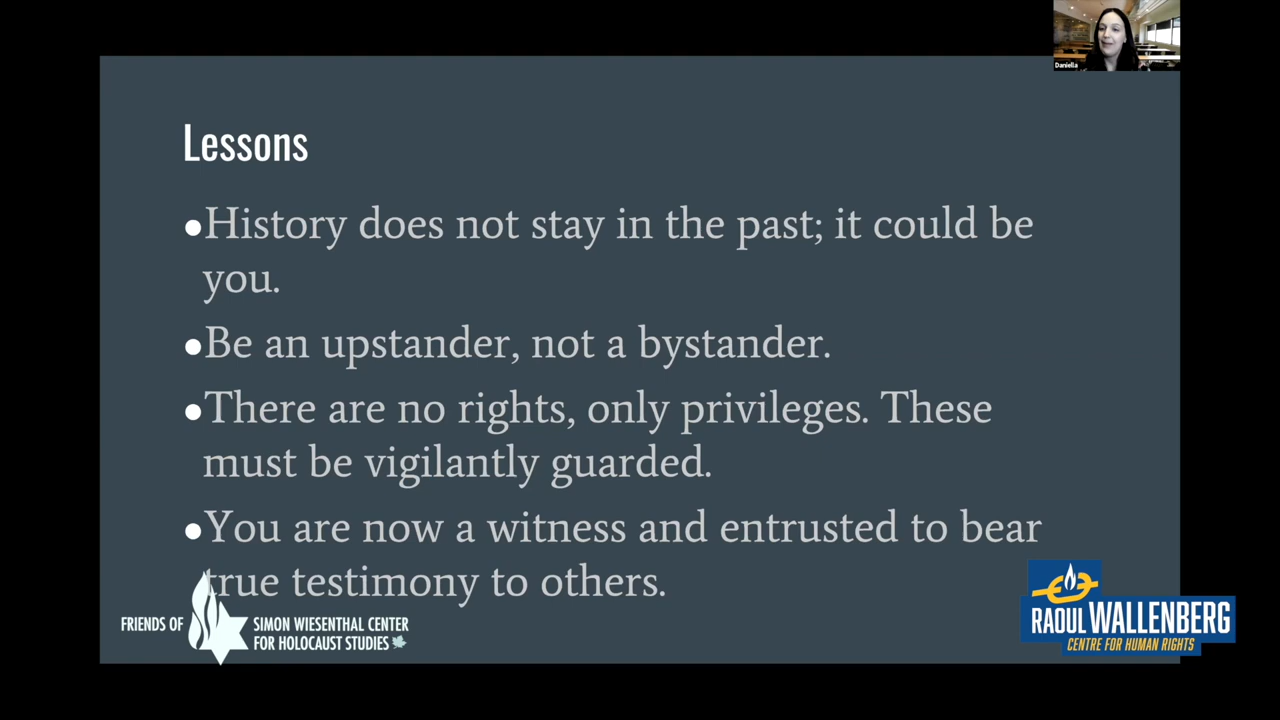 Daniella
Lessons
●History does not stay in the past; it could be
you.
●Be an upstander, not a bystander.
●There are no rights, only privileges. These
must be vigilantly guarded.
●You are now a witness and entrusted to bear
true testimony to others.
FRIENDS OF SIMON WIESENTHAL CENTER
FOR HOLOCAUST STUDIES
RAOUL WALLENBERG
CENTRE FOR HUMAN RIGHTS